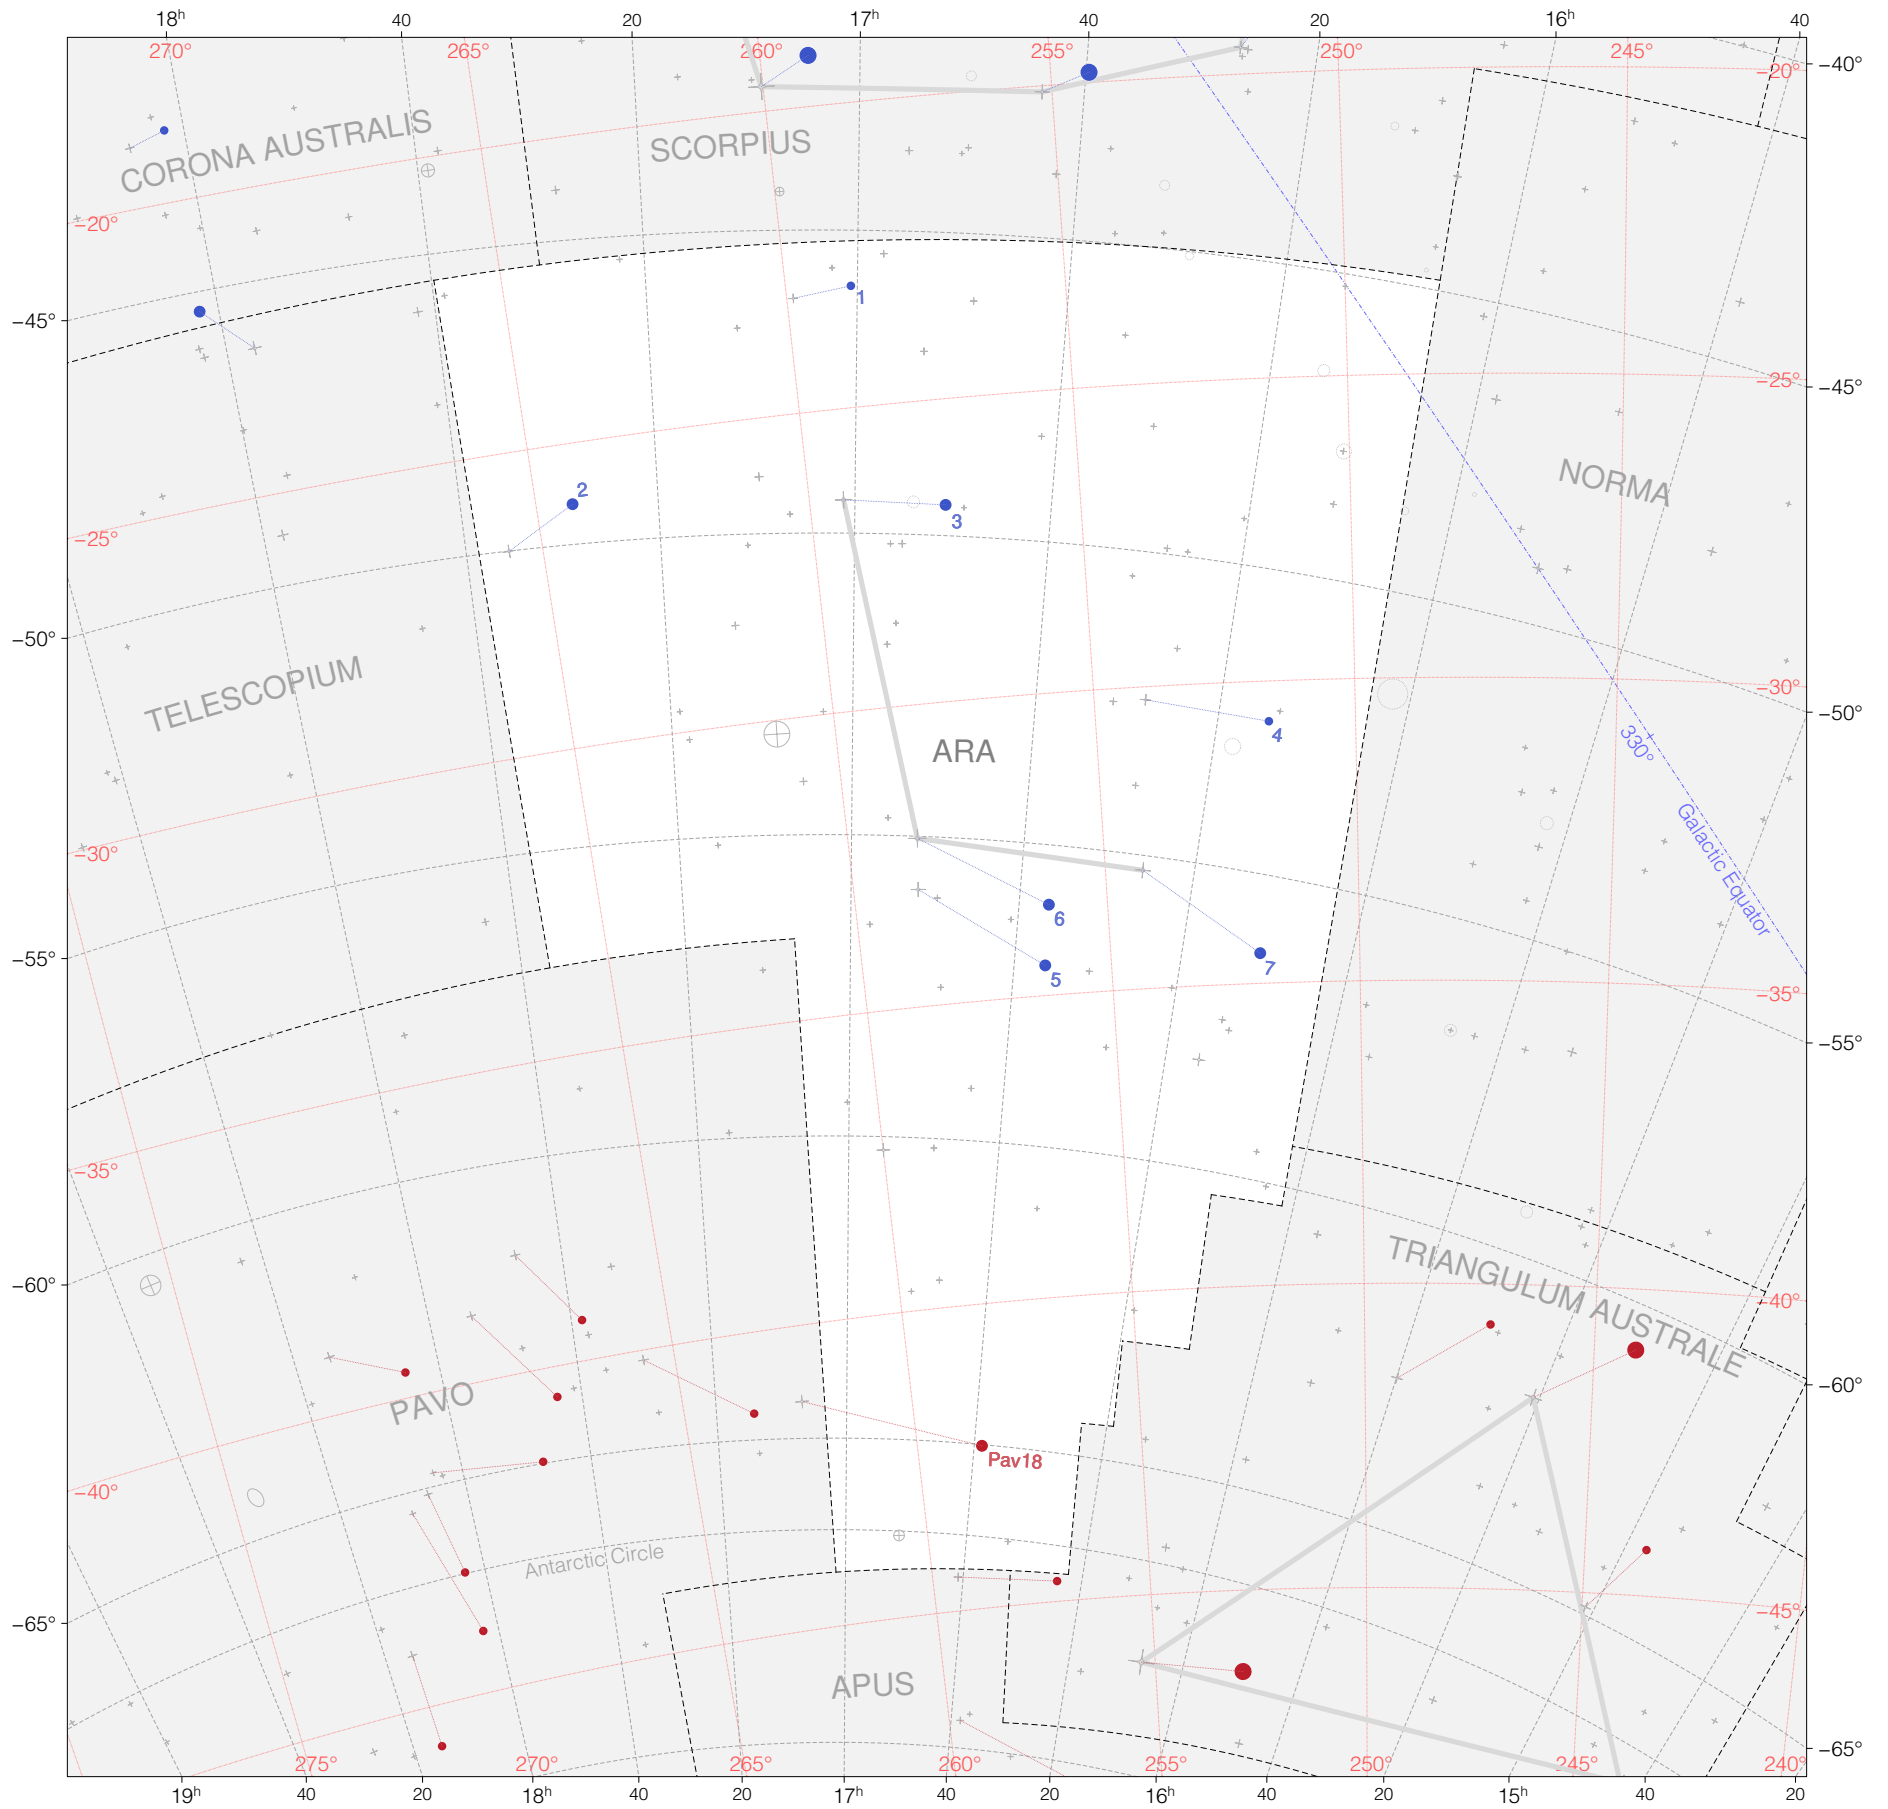 18h 40 20 17h 40 20 16h 40
270° 265° 260° 255° 250° 245°
−20° −40°
CORONA AUSTRALIS
SCORPIUS
−20°
1
−45°
−25° −45°
NORMA
2
3
−25°
−50°
TELESCOPIUM
−30°
−50°
4
330°
ARA
Galactic Equator
−30°
6
7
5
−55°
−35°
−55°
−35°
TRIANGULUM AUSTRALE
−60°
−40°
−60°
PAVO
Pav18
−40°
Antarctic Circle
−65°
−45°
APUS
−65°
275° 270° 265° 260° 255° 250° 245° 240°
19h 40 20 18h 40 20 17h 40 20 16h 40 20 15h 40 20